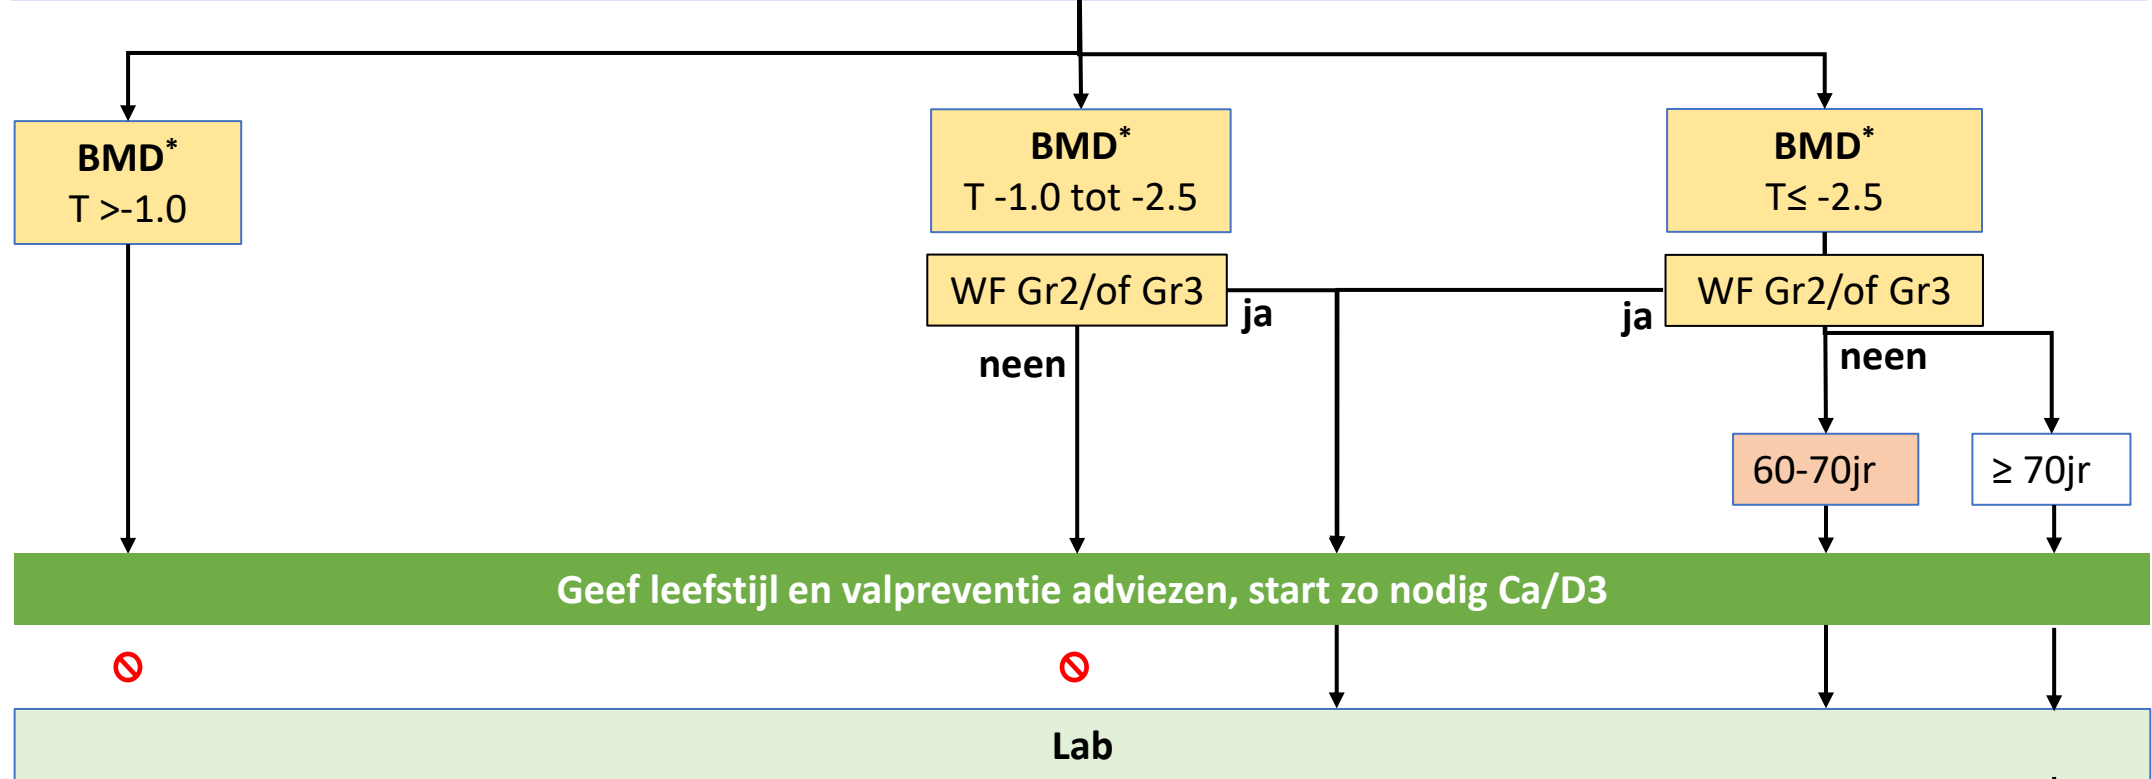 BMD*
T >-1.0
BMD*
T -1.0 tot -2.5
BMD*
T≤ -2.5
WF Gr2/of Gr3
ja
neen
WF Gr2/of Gr3
ja
neen
60-70jr
≥ 70jr
Geef leefstijl en valpreventie adviezen, start zo nodig Ca/D3
Lab